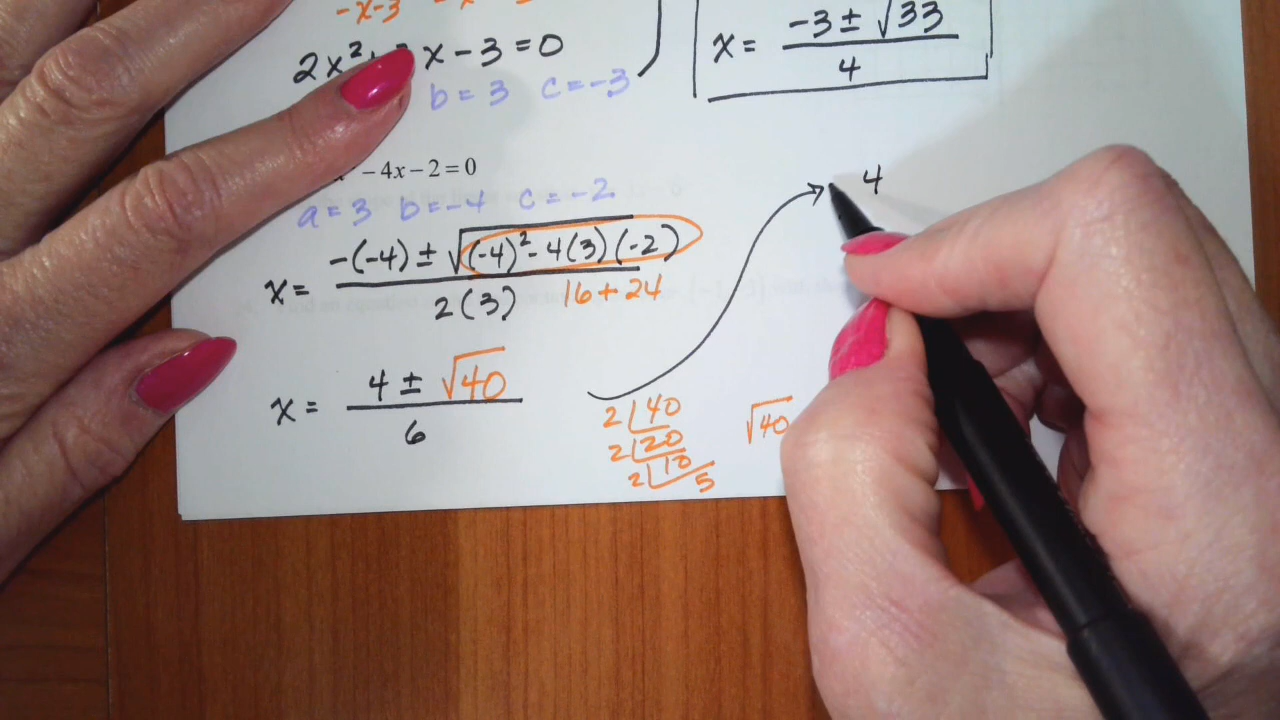 -x-3 -x
2x² x - 3 = 0
b = 3 c = -3
x = (-3 ± √33)/4
- 4x - 2 = 0
a = 3 b = -4 c = -2
x = (-(-4) ± √((-4)² - 4(3)(-2)))/(2(3))
16 + 24
x = (4 ± √40)/6
2 40
2 20
2 10
5
√40
4